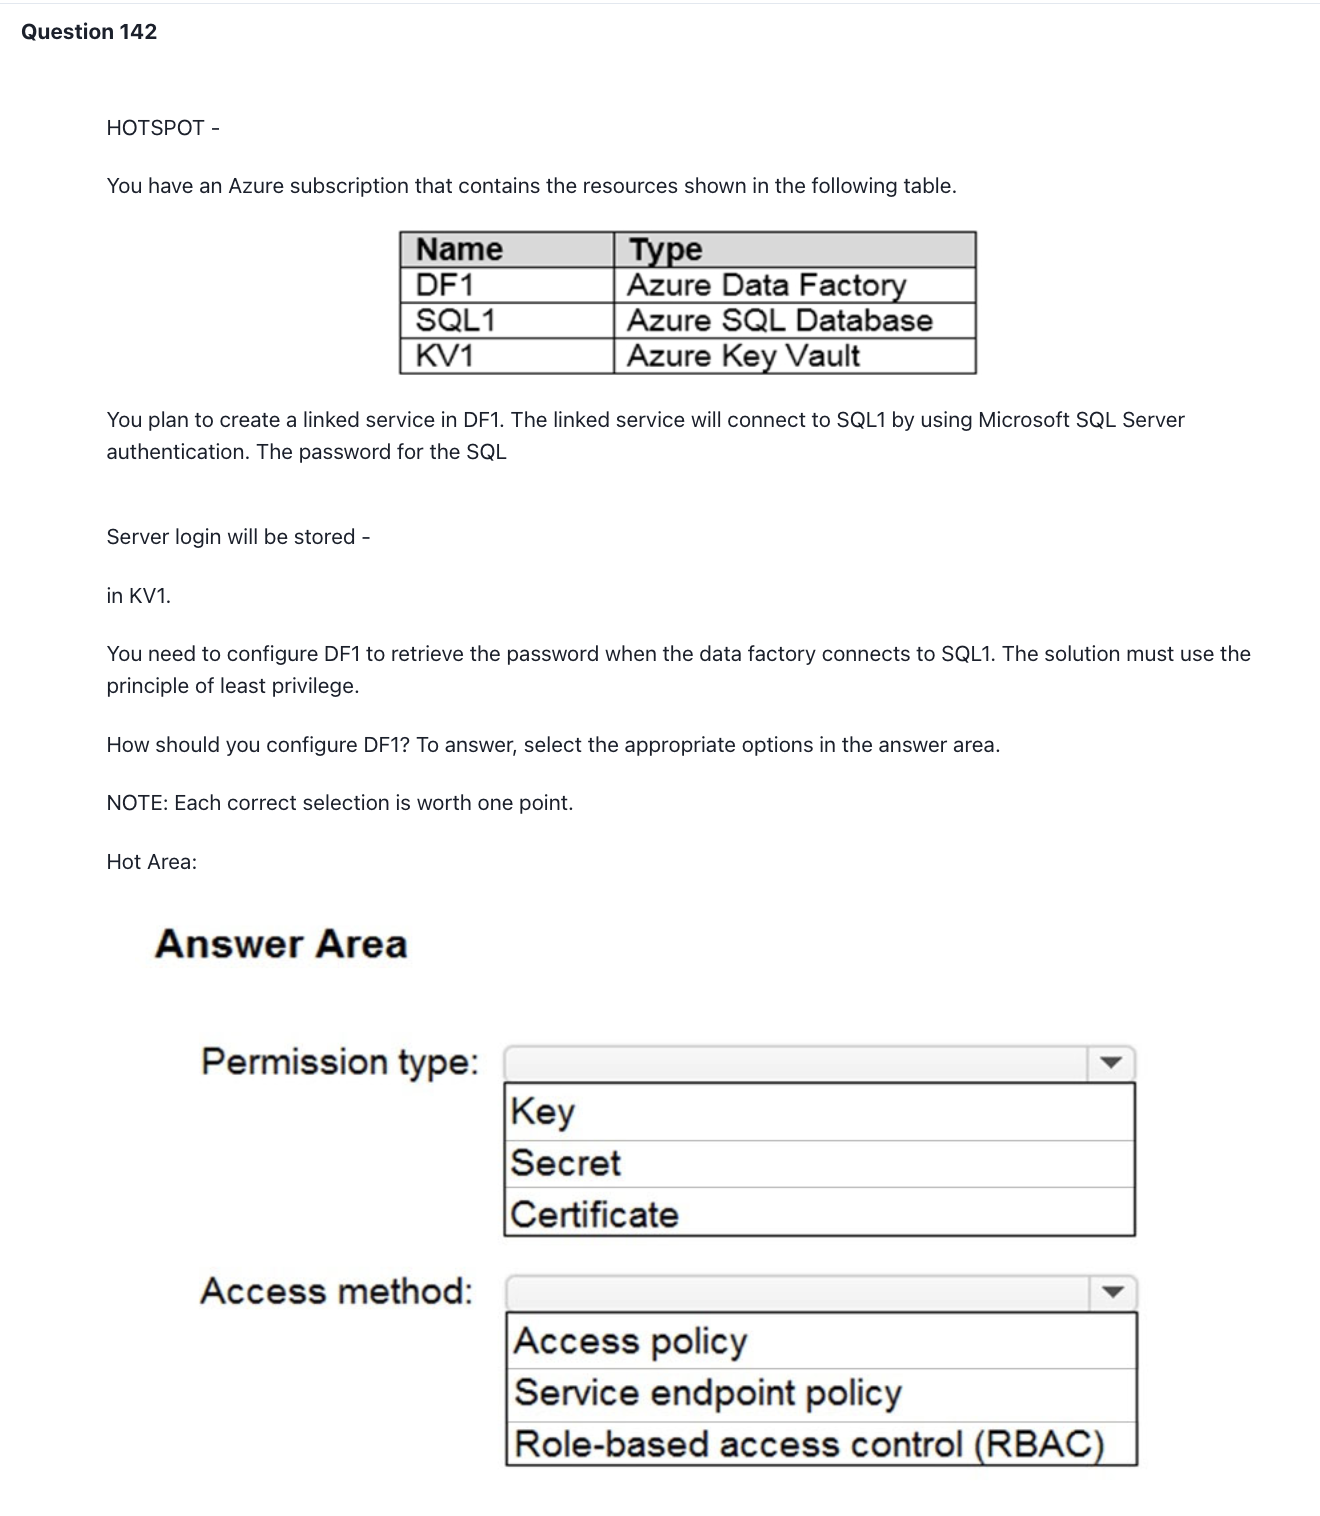 Question 142
HOTSPOT -
You have an Azure subscription that contains the resources shown in the following table.
Name Type
DF1 Azure Data Factory
SQL1 Azure SQL Database
KV1 Azure Key Vault
You plan to create a linked service in DF1. The linked service will connect to SQL1 by using Microsoft SQL Server
authentication. The password for the SQL
Server login will be stored -
in KV1.
You need to configure DF1 to retrieve the password when the data factory connects to SQL1. The solution must use the
principle of least privilege.
How should you configure DF1? To answer, select the appropriate options in the answer area.
NOTE: Each correct selection is worth one point.
Hot Area:
Answer Area
Permission type:
Key
Secret
Certificate
Access method:
Access policy
Service endpoint policy
Role-based access control (RBAC)